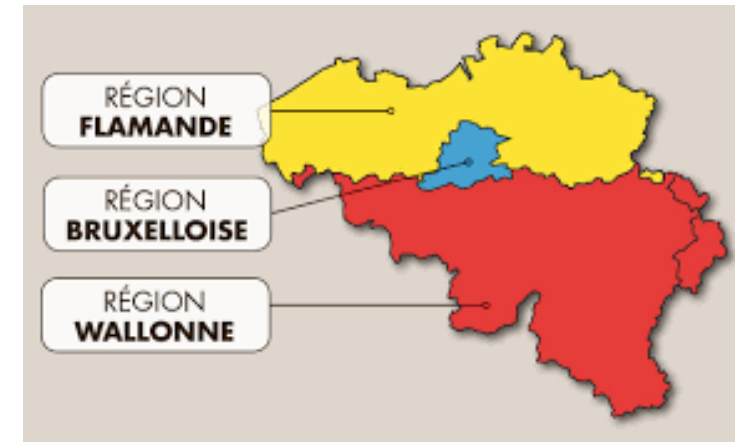 RÉGION
FLAMANDE
RÉGION
BRUXELLOISE
RÉGION
WALLONNE